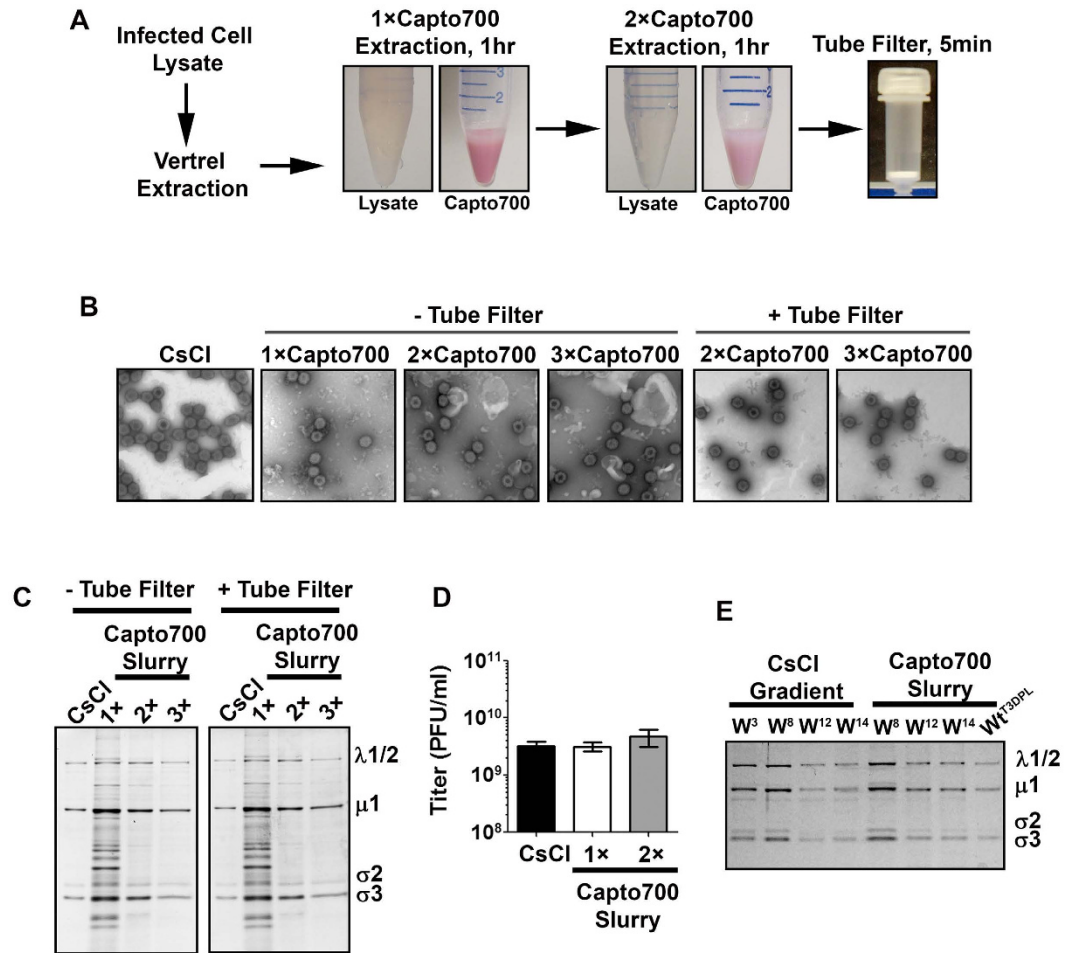 A
Infected Cell
Lysate
Vertrel
Extraction
1×Capto700
Extraction, 1hr
3
2
Lysate
Capto700
2×Capto700
Extraction, 1hr
2
Lysate
Capto700
Tube Filter, 5min
B
CsCl
- Tube Filter
1×Capto700
2×Capto700
3×Capto700
+ Tube Filter
2×Capto700
3×Capto700
C
- Tube Filter
Capto700
Slurry
CsCl
1×
2×
3×
+ Tube Filter
Capto700
Slurry
CsCl
1×
2×
3×
λ1/2
μ1
σ2
σ3
D
Titer (PFU/ml)
10¹¹
10¹⁰
10⁹
10⁸
CsCl
1×
2×
Capto700
Slurry
E
CsCl
Gradient
Capto700
Slurry
W³ W⁸ W¹² W¹⁴ W⁸ W¹² W¹⁴ Wtᵀ³ᴰᴾᴸ
λ1/2
μ1
σ2
σ3